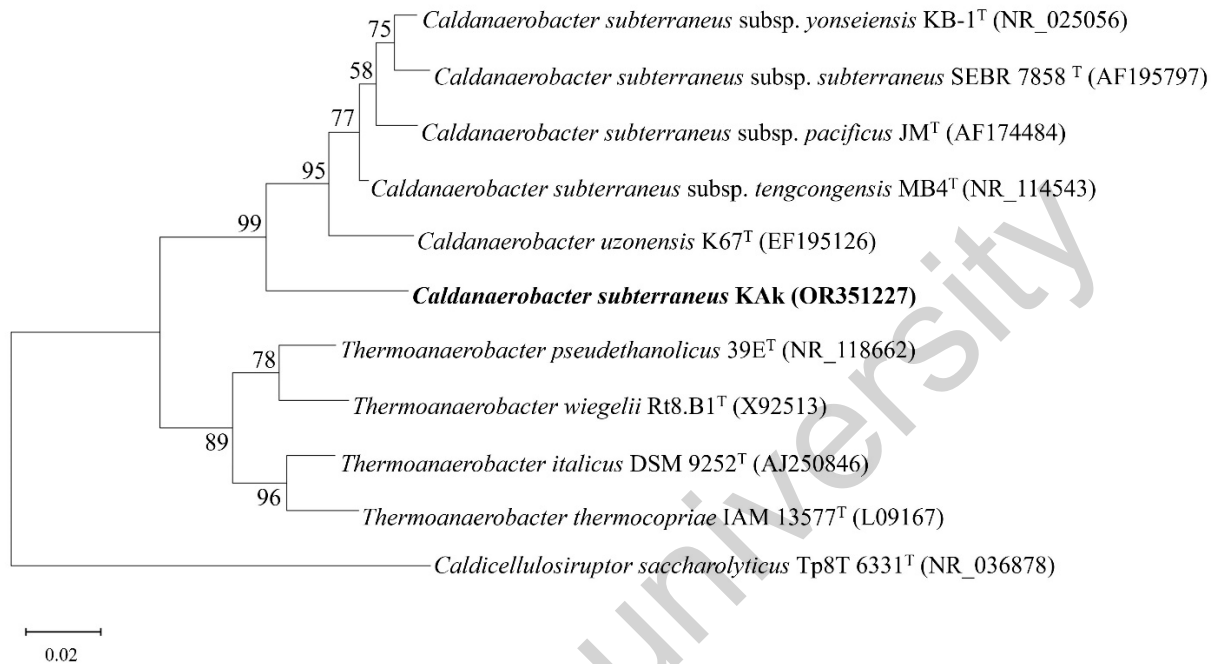 75
Caldanaerobacter subterraneus subsp. yonseiensis KB-1ᵀ (NR_025056)
58
Caldanaerobacter subterraneus subsp. subterraneus SEBR 7858 ᵀ (AF195797)
77
Caldanaerobacter subterraneus subsp. pacificus JMᵀ (AF174484)
95
Caldanaerobacter subterraneus subsp. tengcongensis MB4ᵀ (NR_114543)
99
Caldanaerobacter uzonensis K67ᵀ (EF195126)
Caldanaerobacter subterraneus KAk (OR351227)
Thermoanaerobacter pseudethanolicus 39Eᵀ (NR_118662)
78
Thermoanaerobacter wiegelii Rt8.B1ᵀ (X92513)
89
Thermoanaerobacter italicus DSM 9252ᵀ (AJ250846)
96
Thermoanaerobacter thermocopriae IAM 13577ᵀ (L09167)
Caldicellulosiruptor saccharolyticus Tp8T 6331ᵀ (NR_036878)
0.02
university